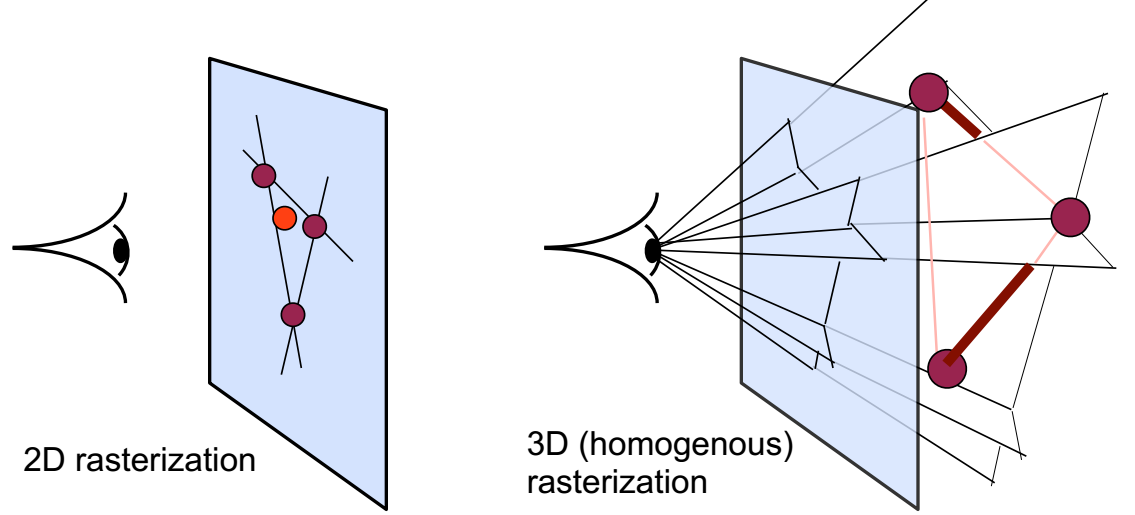 2D rasterization
3D (homogenous)
rasterization